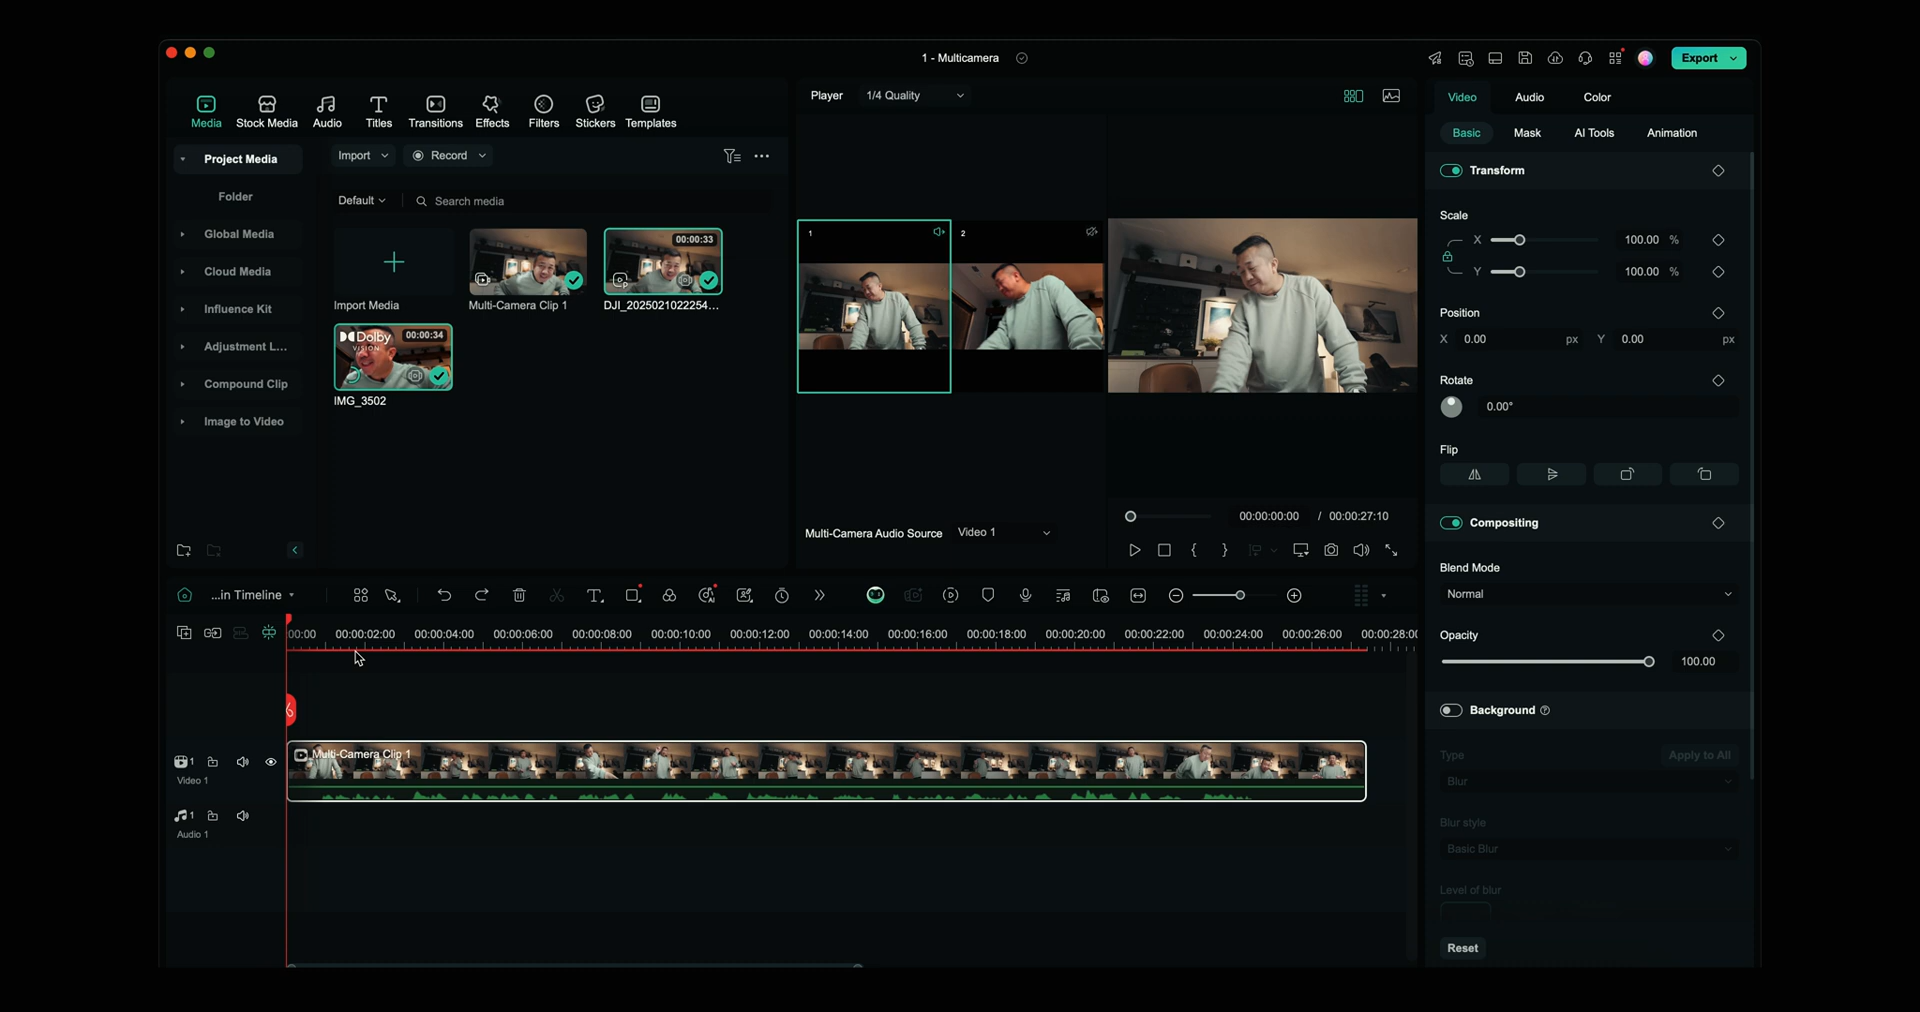 1 - Multicamera
Export
Media
Stock Media
Audio
Titles
Transitions
Effects
Filters
Stickers
Templates
Player
1/4 Quality
Video
Audio
Color
Basic
Mask
AI Tools
Animation
Project Media
Folder
Global Media
Cloud Media
Influence Kit
Adjustment L...
Compound Clip
Image to Video
Import
Record
Default
Search media
Import Media
Multi-Camera Clip 1
00:00:33
DJI_2025021022254...
Dolby
VISION
00:00:34
IMG_3502
1
2
Multi-Camera Audio Source
Video 1
00:00:00:00 / 00:00:27:10
Transform
Scale
X
100.00 %
Y
100.00 %
Position
X 0.00 px Y 0.00 px
Rotate
0.00°
Flip
Compositing
Blend Mode
Normal
Opacity
100.00
Background
Type
Apply to All
Blur
Blur style
Basic Blur
Level of blur
Reset
...in Timeline
00:00 00:00:02:00 00:00:04:00 00:00:06:00 00:00:08:00 00:00:10:00 00:00:12:00 00:00:14:00 00:00:16:00 00:00:18:00 00:00:20:00 00:00:22:00 00:00:24:00 00:00:26:00 00:00:28:00
Multi-Camera Clip 1
1
Video 1
1
Audio 1